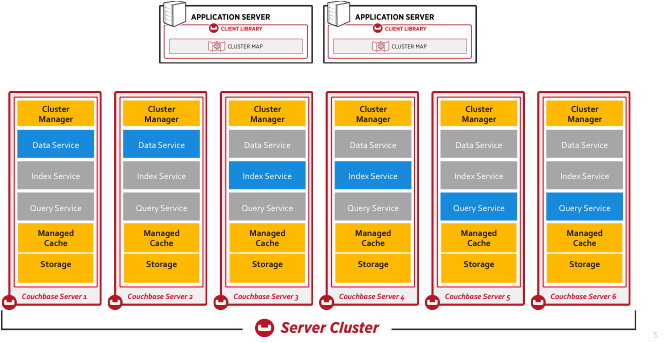 APPLICATION SERVER
CLIENT LIBRARY
CLUSTER MAP
APPLICATION SERVER
CLIENT LIBRARY
CLUSTER MAP
Cluster
Manager
Data Service
Index Service
Query Service
Managed
Cache
Storage
Couchbase Server 1
Cluster
Manager
Data Service
Index Service
Query Service
Managed
Cache
Storage
Couchbase Server 2
Cluster
Manager
Data Service
Index Service
Query Service
Managed
Cache
Storage
Couchbase Server 3
Cluster
Manager
Data Service
Index Service
Query Service
Managed
Cache
Storage
Couchbase Server 4
Cluster
Manager
Data Service
Index Service
Query Service
Managed
Cache
Storage
Couchbase Server 5
Cluster
Manager
Data Service
Index Service
Query Service
Managed
Cache
Storage
Couchbase Server 6
Server Cluster
5